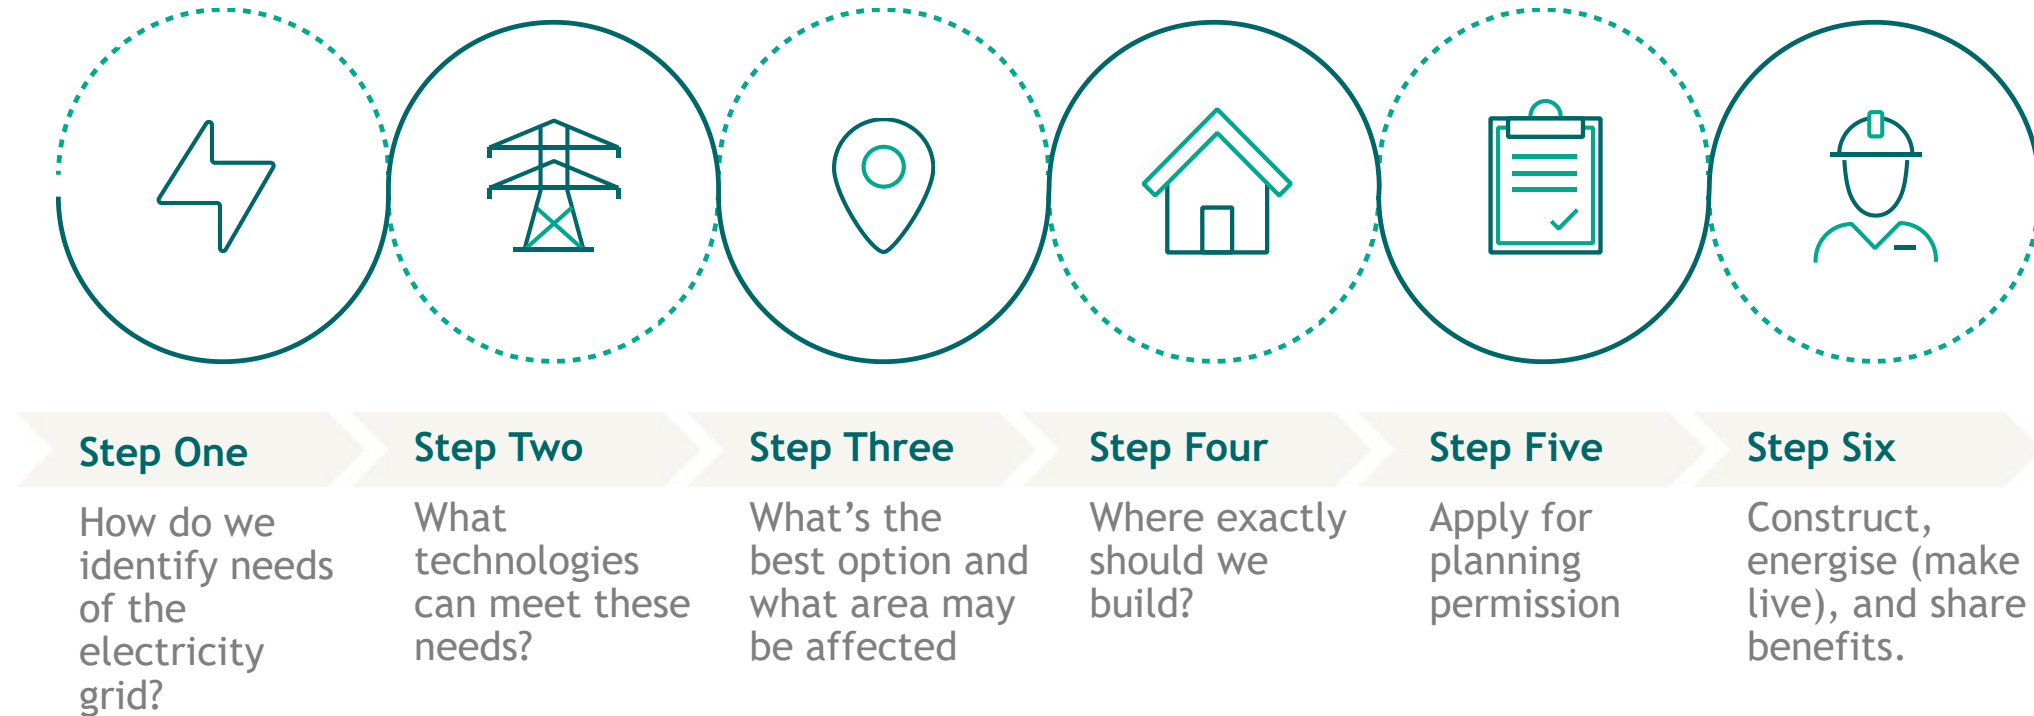 Step One
How do we
identify needs
of the
electricity
grid?
Step Two
What
technologies
can meet these
needs?
Step Three
What’s the
best option and
what area may
be affected
Step Four
Where exactly
should we
build?
Step Five
Apply for
planning
permission
Step Six
Construct,
energise (make
live), and share
benefits.